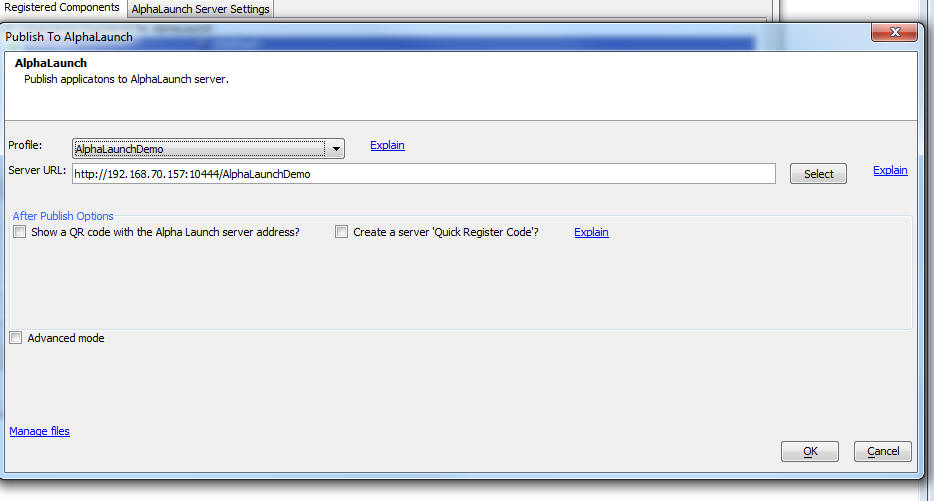 Registered Components AlphaLaunch Server Settings
Publish To AlphaLaunch
AlphaLaunch
Publish applicatons to AlphaLaunch server.
Profile: AlphaLaunchDemo Explain
Server URL: http://192.168.70.157:10444/AlphaLaunchDemo Select Explain
After Publish Options
Show a QR code with the Alpha Launch server address? Create a server 'Quick Register Code'? Explain
Advanced mode
Manage files
OK Cancel